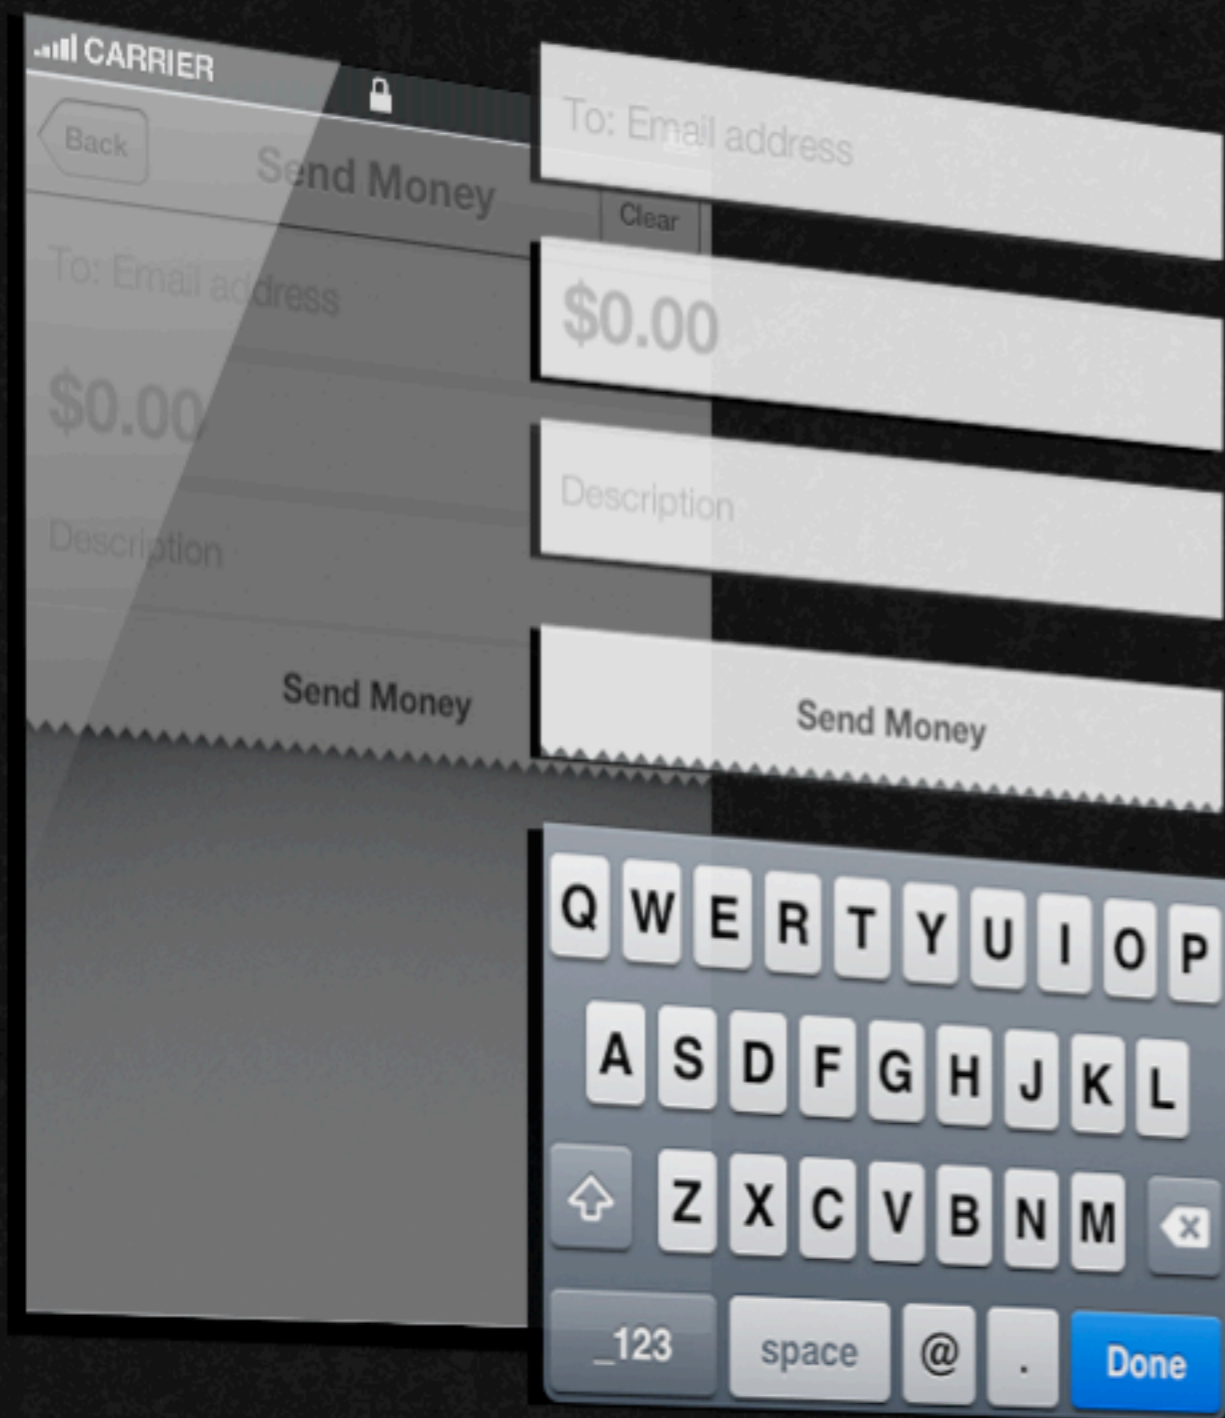 CARRIER
Back
Send Money
Clear
To: Email address
$0.00
Description
Send Money
To: Email address
$0.00
Description
Send Money
Q W E R T Y U I O P
A S D F G H J K L
Z X C V B N M
_123 space @ . Done